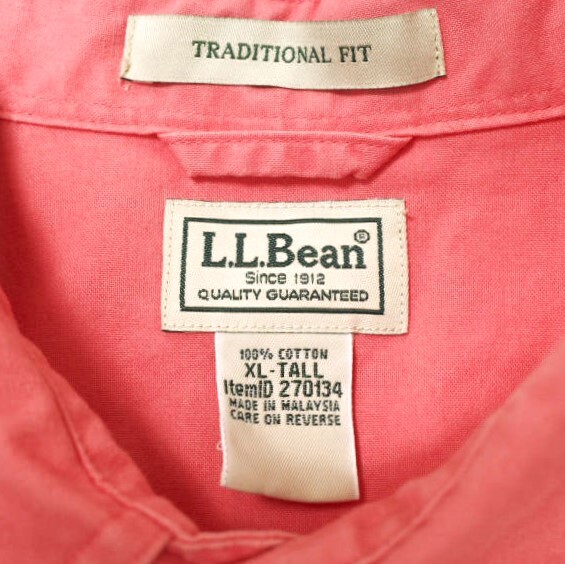 TRADITIONAL FIT
L.L.Bean®
Since 1912
QUALITY GUARANTEED
100% COTTON
XL-TALL
ItemID 270134
MADE IN MALAYSIA
CARE ON REVERSE